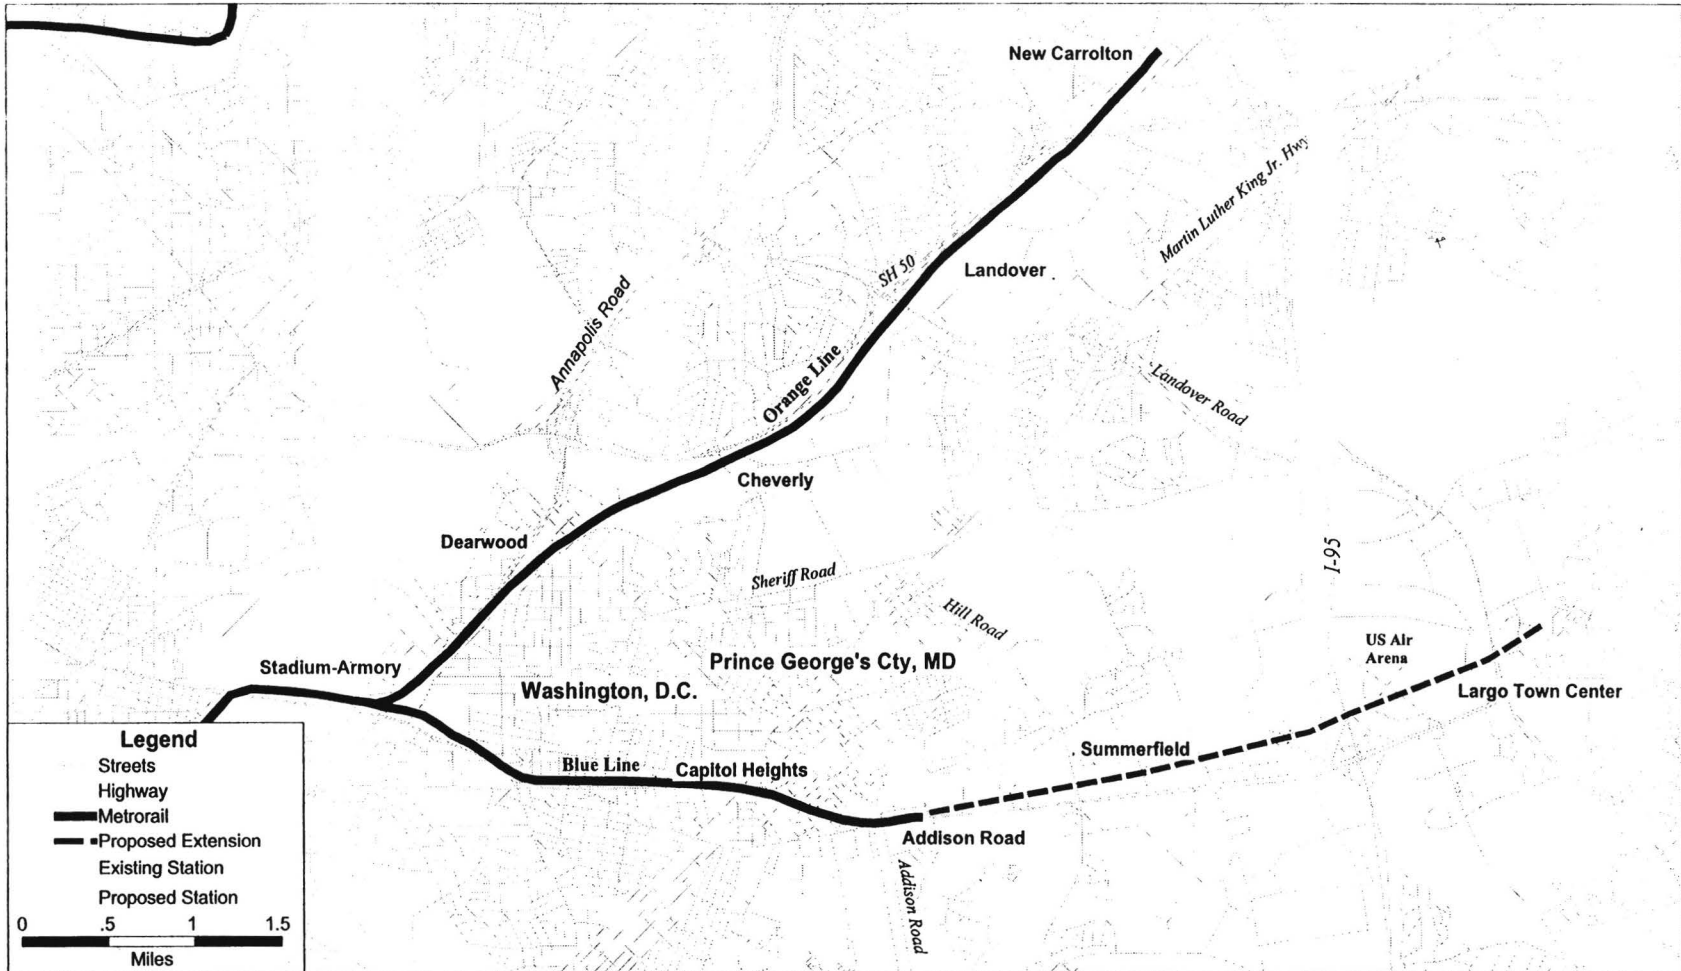 New Carrolton
Martin Luther King Jr. Hwy
SH 50
Landover
Annapolis Road
Orange Line
Landover Road
Cheverly
Dearwood
I-95
Sheriff Road
Hill Road
US Air
Arena
Stadium-Armory
Prince George's Cty, MD
Washington, D.C.
Largo Town Center
Summerfield
Blue Line
Capitol Heights
Addison Road
Addison Road
Legend
Streets
Highway
Metrorail
Proposed Extension
Existing Station
Proposed Station
0 .5 1 1.5
Miles